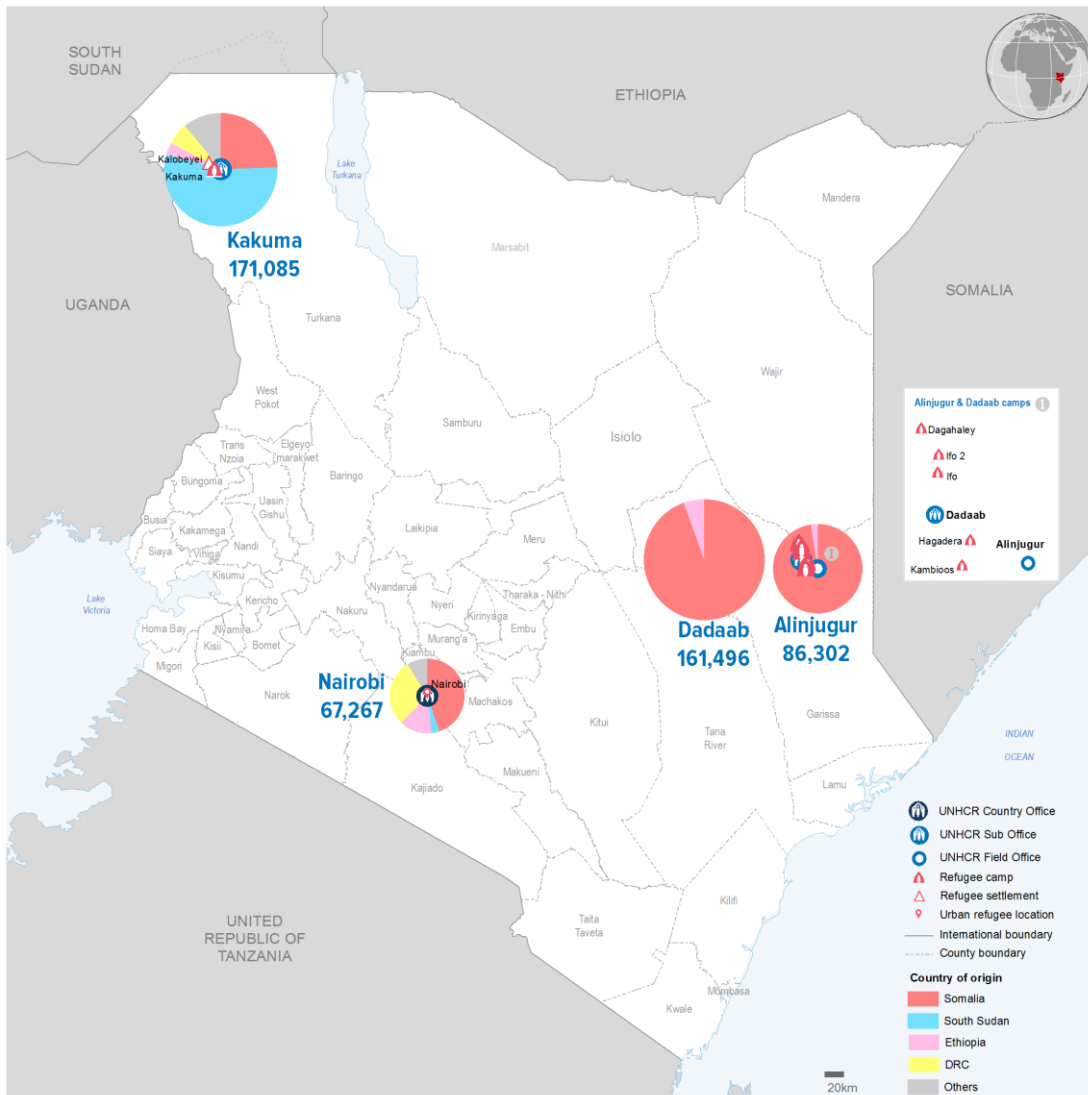 SOUTH
SUDAN
ETHIOPIA
Kalobeyei
Kakuma
Lake
Turkana
Mandera
Kakuma
171,085
Marsabit
UGANDA
SOMALIA
Turkana
Wajir
West
Pokot
Samburu
Isiolo
Alinjugur & Dadaab camps 1
Dagahaley
Ifo 2
Ifo
Dadaab
Hagadera
Alinjugur
Kambioos
Trans
Nzoia
Elgeyo-
marakwet
Baringo
Bungoma
Uasin
Gishu
Busia
Kakamega
Laikipia
Meru
Siaya
Vihiga
Nandi
Kisumu
1
Lake
Victoria
Kericho
Nyandarua
Nyeri
Tharaka - Nithi
Nakuru
Kirinyaga
Embu
Homa Bay
Nyamira
Kisii
Bomet
Murang'a
Kiambu
Migori
Dadaab
161,496
Alinjugur
86,302
Nairobi
67,267
Nairobi
Narok
Machakos
Kitui
Tana
River
Garissa
INDIAN
OCEAN
Makueni
Kajiado
Lamu
UNHCR Country Office
UNHCR Sub Office
UNHCR Field Office
Refugee camp
Refugee settlement
Urban refugee location
International boundary
County boundary
Kilifi
Taita
Taveta
UNITED
REPUBLIC OF
TANZANIA
Mombasa
Kwale
Country of origin
Somalia
South Sudan
Ethiopia
DRC
Others
20km